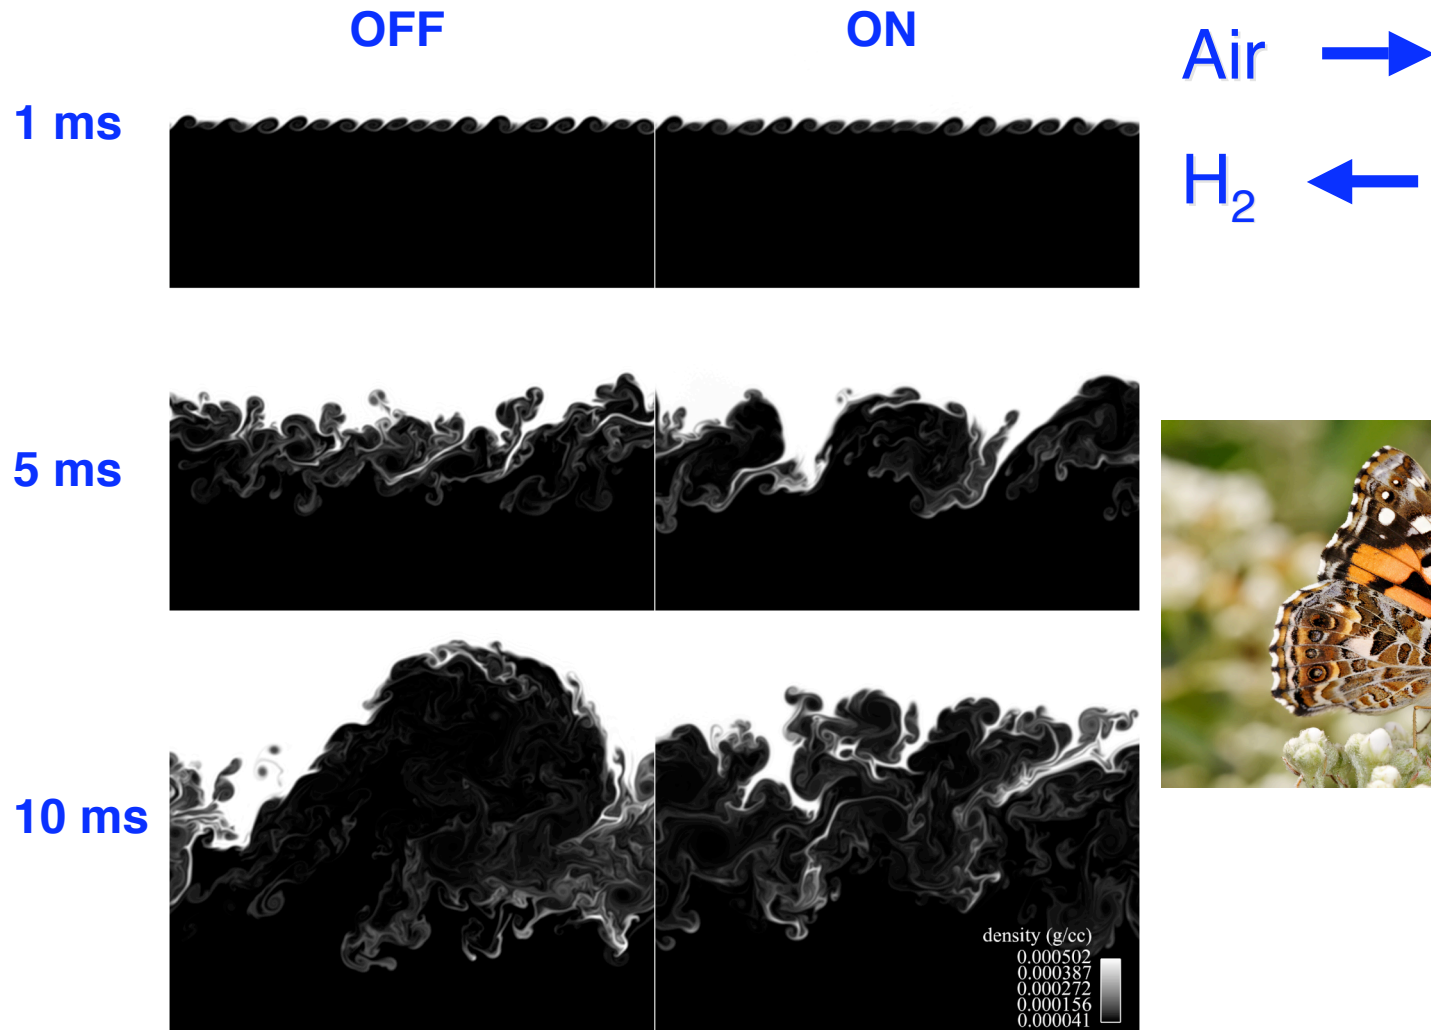 OFF
ON
Air
1 ms
H₂
5 ms
10 ms
density (g/cc)
0.000502
0.000387
0.000272
0.000156
0.000041